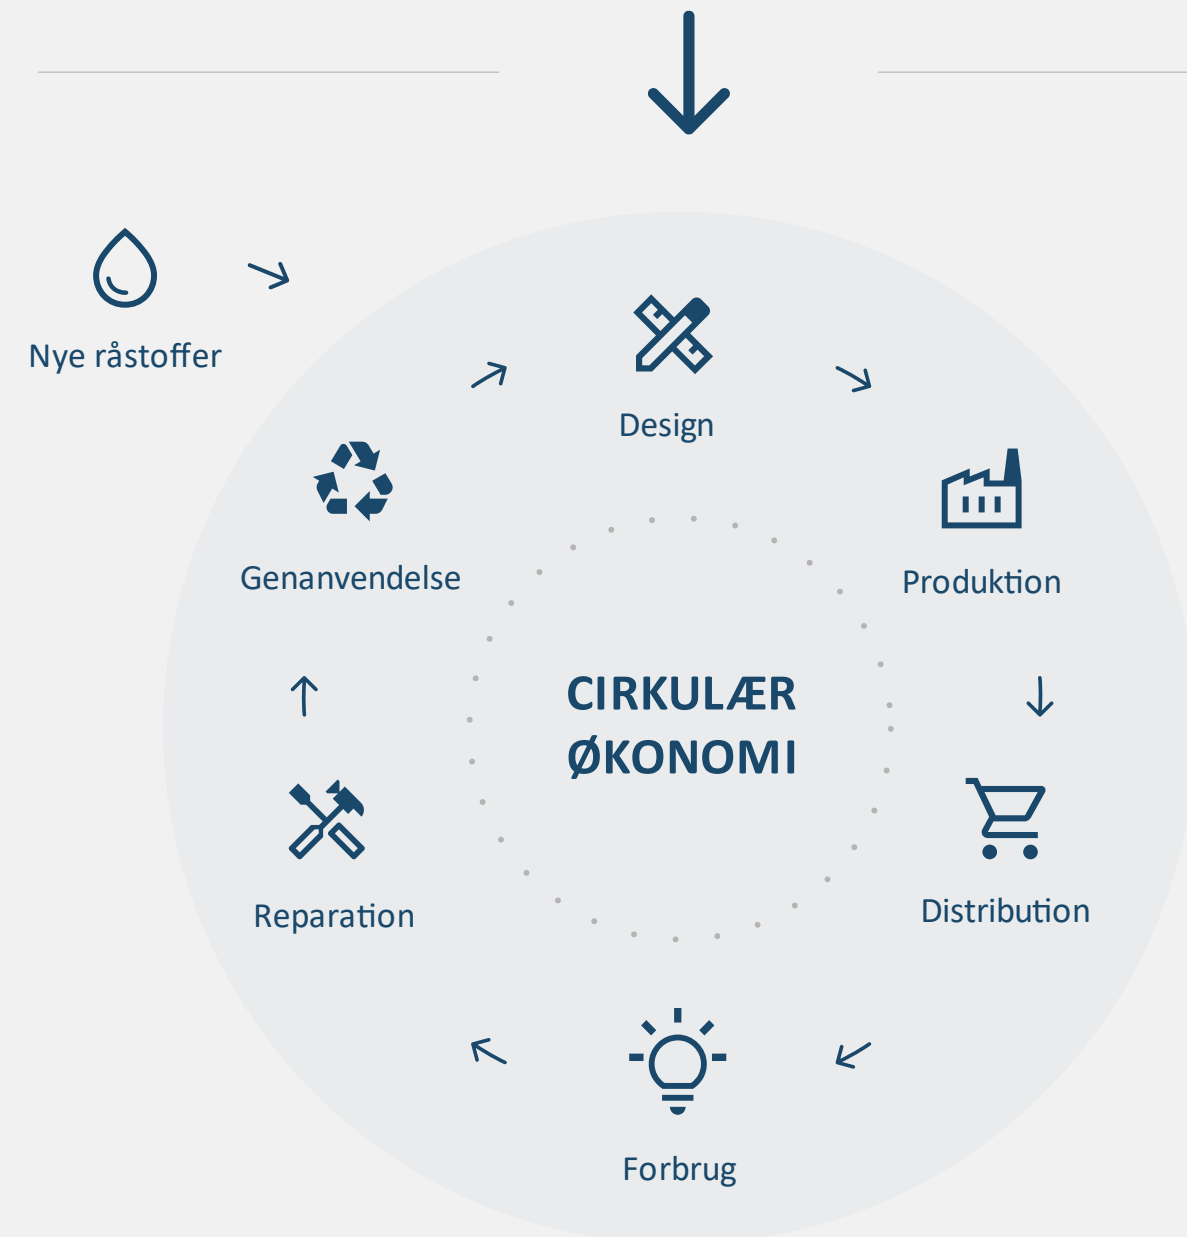 Nye råstoffer
Design
Genanvendelse
Produktion
CIRKULÆR
ØKONOMI
Reparation
Distribution
Forbrug